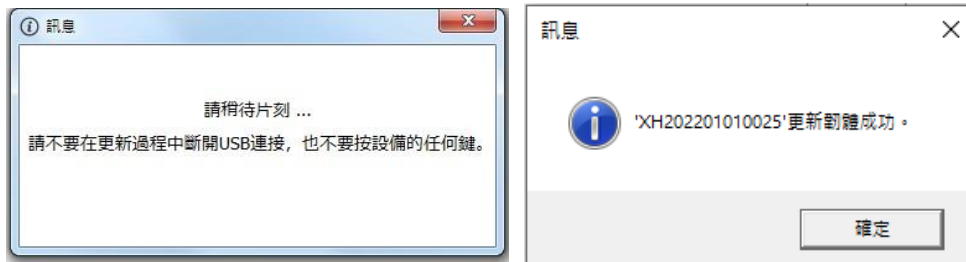 訊息
請稍待片刻 ...
請不要在更新過程中斷開USB連接，也不要按設備的任何鍵。
訊息
'XH202201010025'更新韌體成功。
確定